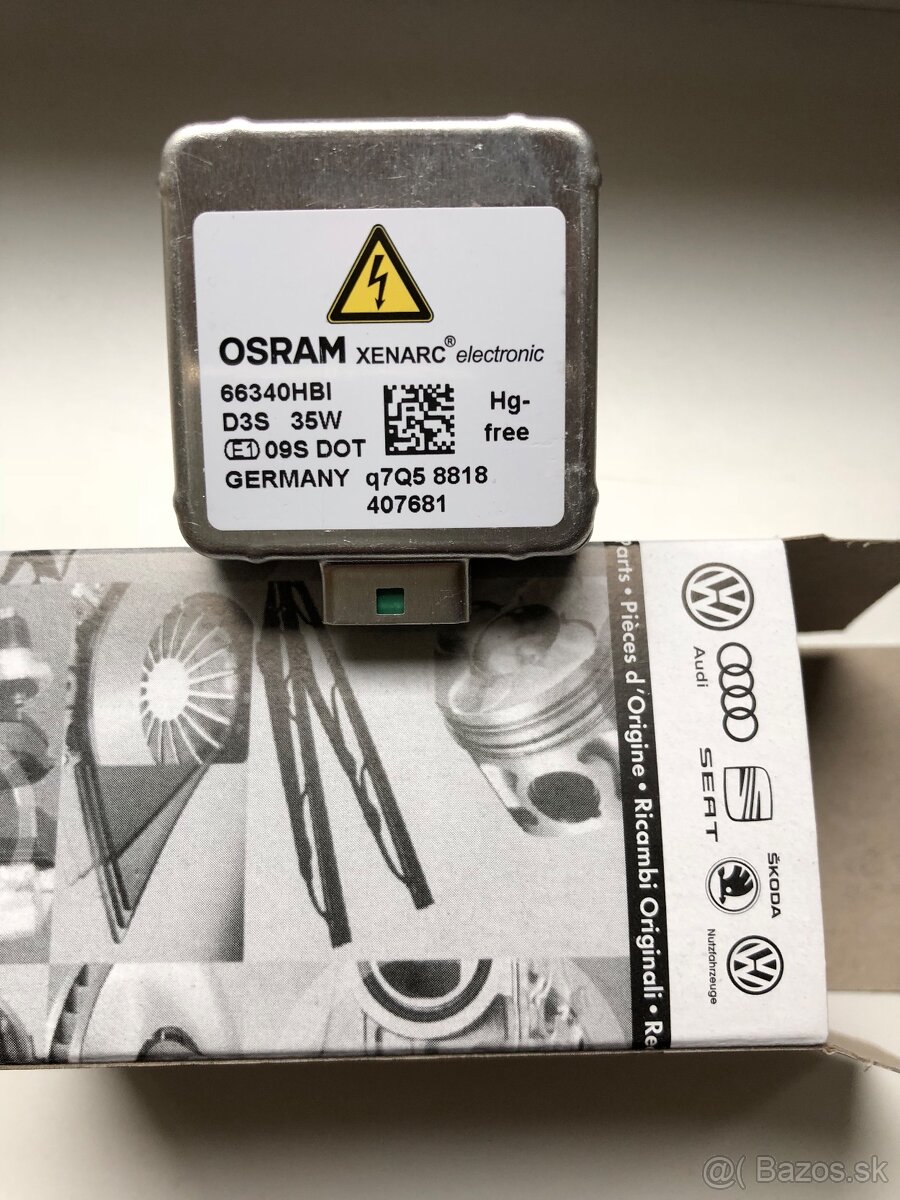 OSRAM XENARC® electronic
66340HBI
D3S 35W
Hg-
free
E1 09S DOT
GERMANY q7Q5 8818
407681
Parts • Pièces d'Origine • Ricambi Originali • Re
Audi
SEAT
ŠKODA
Nutzfahrzeuge
@( Bazos.sk